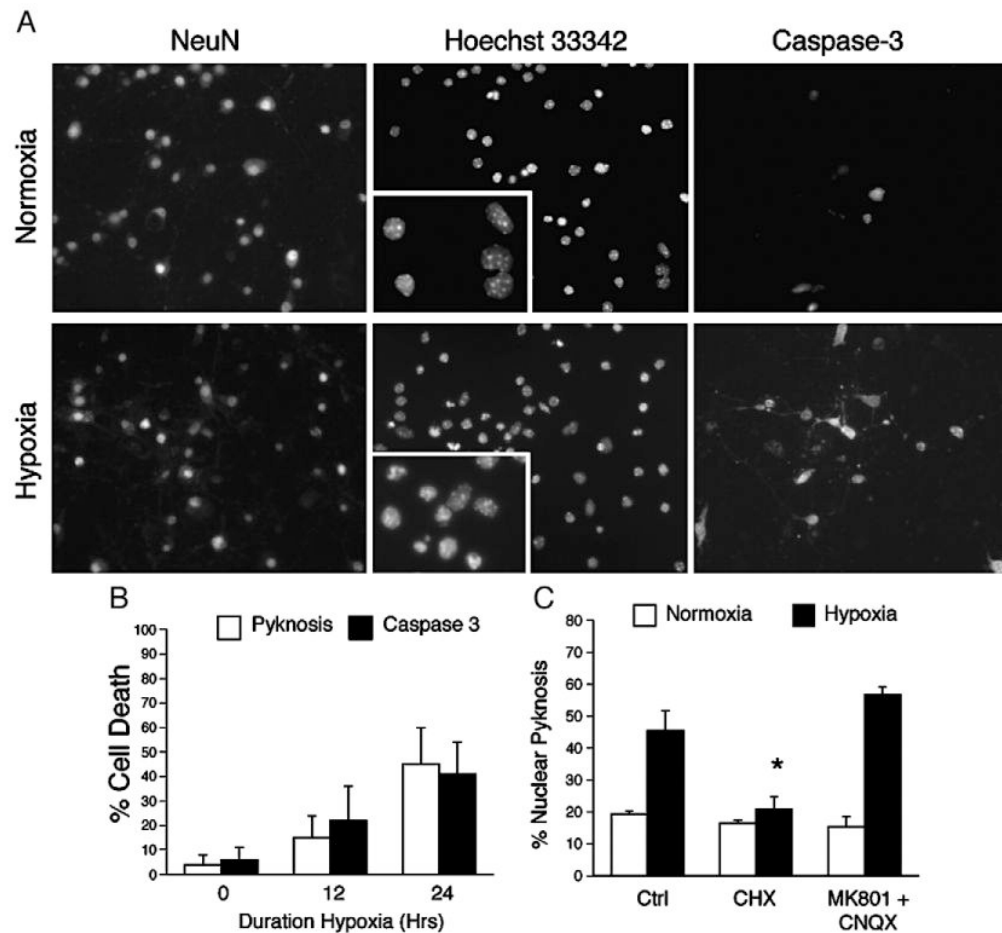 A
NeuN Hoechst 33342 Caspase-3
Normoxia
Hypoxia
B
Pyknosis Caspase 3
% Cell Death
100
90
80
70
60
50
40
30
20
10
0
0 12 24
Duration Hypoxia (Hrs)
C
Normoxia Hypoxia
% Nuclear Pyknosis
80
70
60
50
40
30
20
10
0
*
Ctrl CHX MK801 +
CNQX